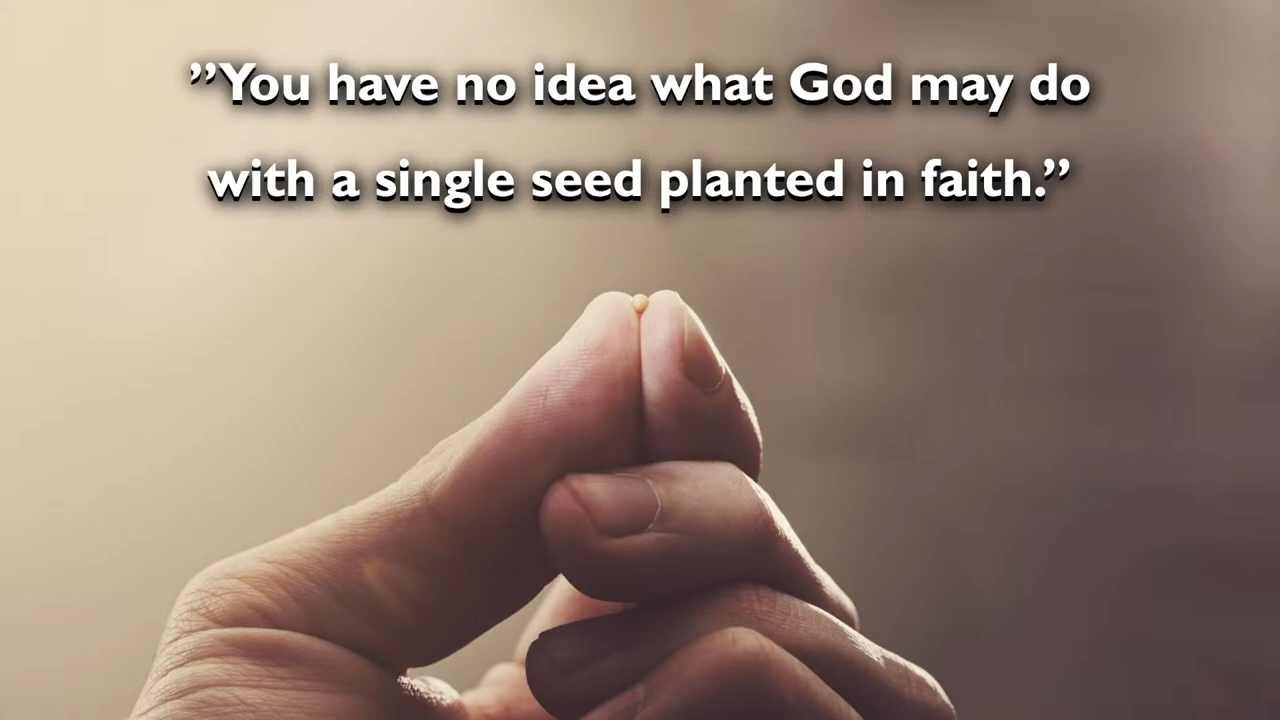 ”You have no idea what God may do
with a single seed planted in faith.”